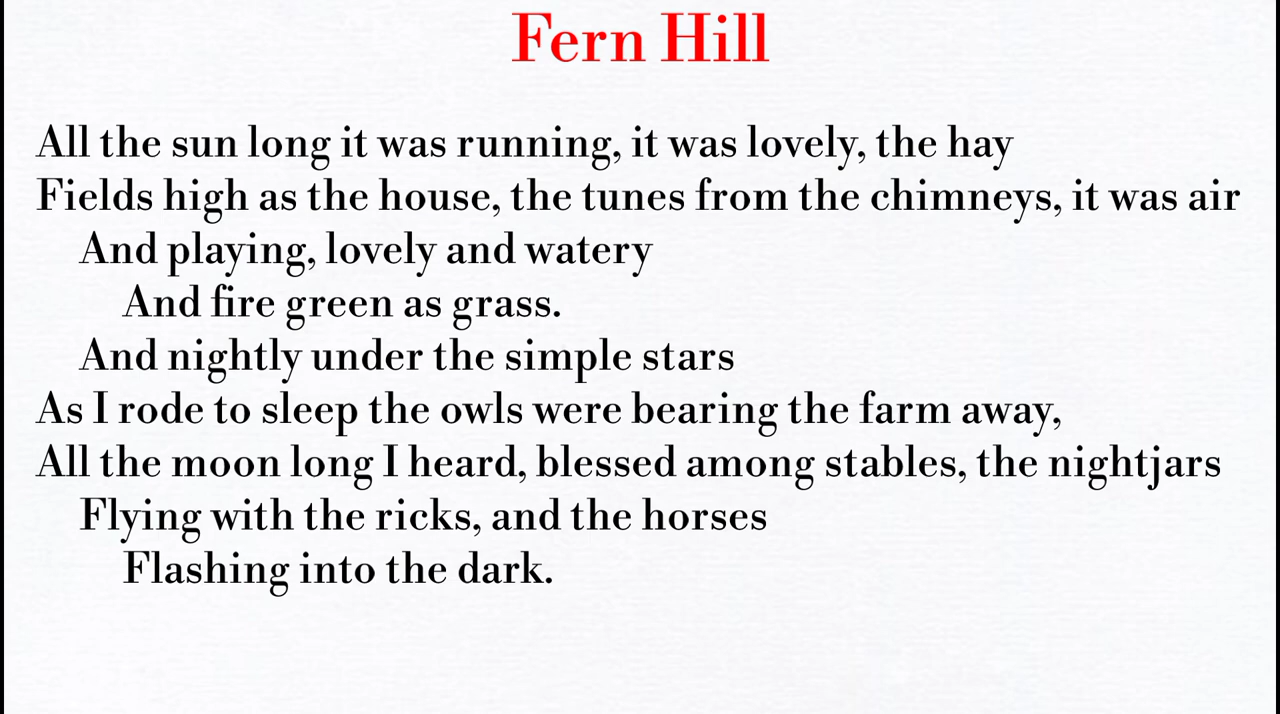 Fern Hill
All the sun long it was running, it was lovely, the hay
Fields high as the house, the tunes from the chimneys, it was air
And playing, lovely and watery
And fire green as grass.
And nightly under the simple stars
As I rode to sleep the owls were bearing the farm away,
All the moon long I heard, blessed among stables, the nightjars
Flying with the ricks, and the horses
Flashing into the dark.